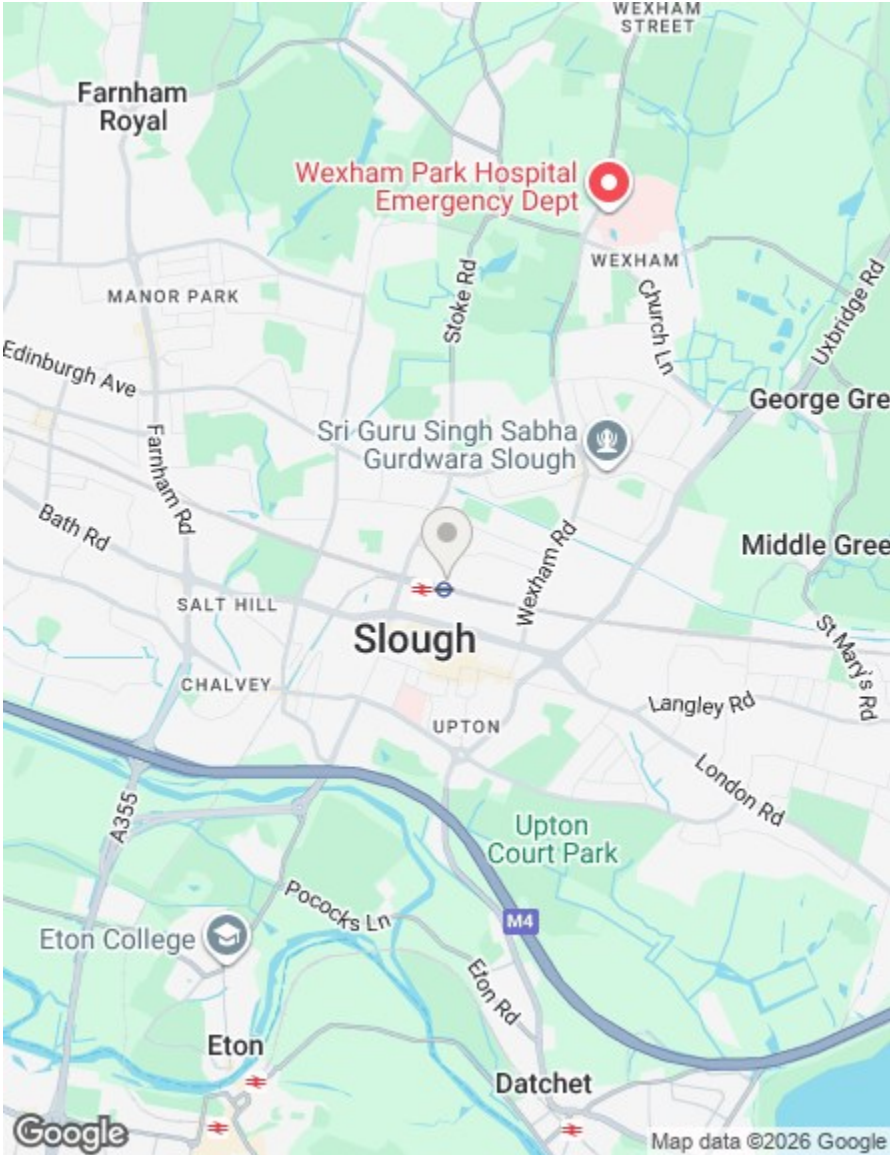 WEXHAM
STREET
Farnham
Royal
Wexham Park Hospital
Emergency Dept
WEXHAM
MANOR PARK
Stoke Rd
Church Ln
Uxbridge Rd
Edinburgh Ave
George Gre
Sri Guru Singh Sabha
Gurdwara Slough
Farnham Rd
Bath Rd
Wexham Rd
Middle Gree
SALT HILL
Slough
St Mary's Rd
CHALVEY
Langley Rd
UPTON
London Rd
A355
Upton
Court Park
Pococks Ln
M4
Eton College
Eton Rd
Eton
Datchet
Google
Map data ©2026 Google